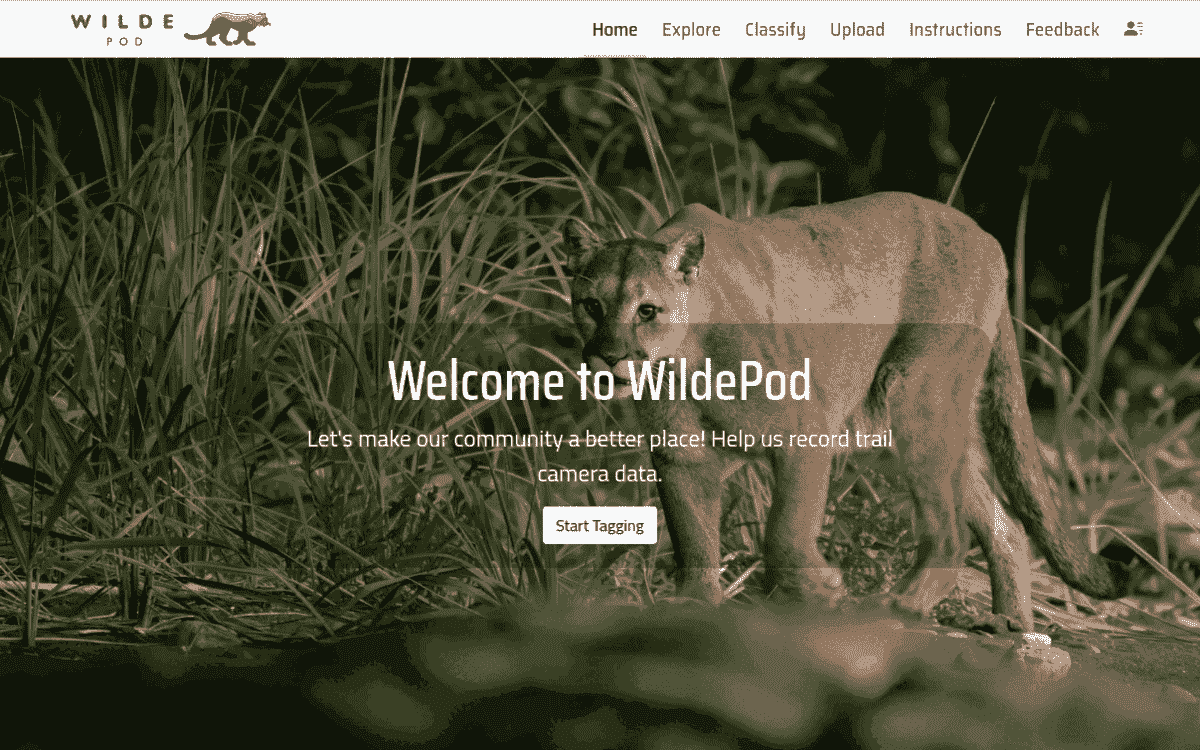 WILDE
POD
Home Explore Classify Upload Instructions Feedback
Welcome to WildePod
Let's make our community a better place! Help us record trail
camera data.
Start Tagging